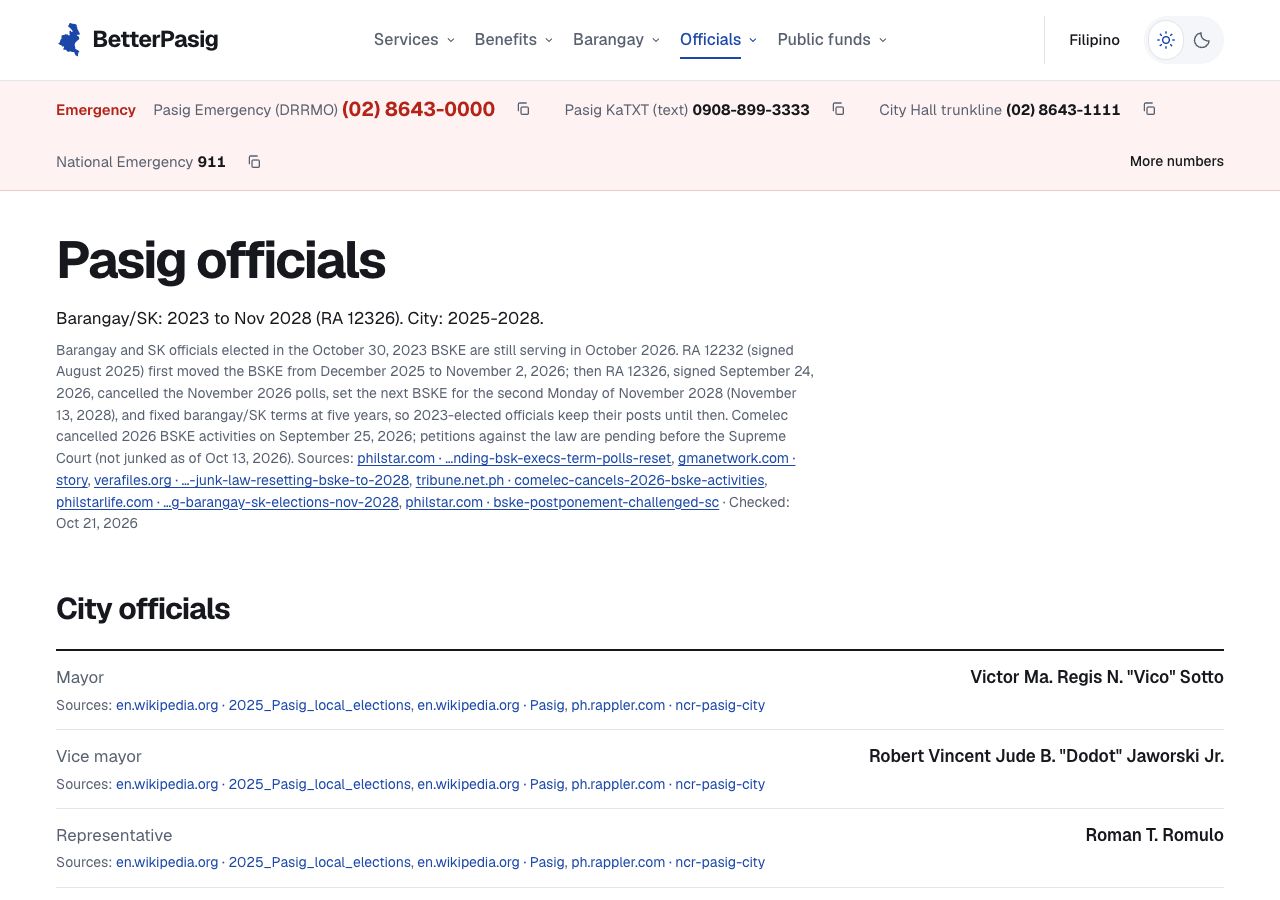 BetterPasig
Services
Benefits
Barangay
Officials
Public funds
Filipino
Emergency Pasig Emergency (DRRMO) (02) 8643-0000 Pasig KaTXT (text) 0908-899-3333 City Hall trunkline (02) 8643-1111
National Emergency 911 More numbers
Pasig officials
Barangay/SK: 2023 to Nov 2028 (RA 12326). City: 2025-2028.
Barangay and SK officials elected in the October 30, 2023 BSKE are still serving in October 2026. RA 12232 (signed
August 2025) first moved the BSKE from December 2025 to November 2, 2026; then RA 12326, signed September 24,
2026, cancelled the November 2026 polls, set the next BSKE for the second Monday of November 2028 (November
13, 2028), and fixed barangay/SK terms at five years, so 2023-elected officials keep their posts until then. Comelec
cancelled 2026 BSKE activities on September 25, 2026; petitions against the law are pending before the Supreme
Court (not junked as of Oct 13, 2026). Sources: philstar.com · …nding-bsk-execs-term-polls-reset, gmanetwork.com ·
story, verafiles.org · …-junk-law-resetting-bske-to-2028, tribune.net.ph · comelec-cancels-2026-bske-activities,
philstarlife.com · …g-barangay-sk-elections-nov-2028, philstar.com · bske-postponement-challenged-sc · Checked:
Oct 21, 2026
City officials
Mayor Victor Ma. Regis N. "Vico" Sotto
Sources: en.wikipedia.org · 2025_Pasig_local_elections, en.wikipedia.org · Pasig, ph.rappler.com · ncr-pasig-city
Vice mayor Robert Vincent Jude B. "Dodot" Jaworski Jr.
Sources: en.wikipedia.org · 2025_Pasig_local_elections, en.wikipedia.org · Pasig, ph.rappler.com · ncr-pasig-city
Representative Roman T. Romulo
Sources: en.wikipedia.org · 2025_Pasig_local_elections, en.wikipedia.org · Pasig, ph.rappler.com · ncr-pasig-city